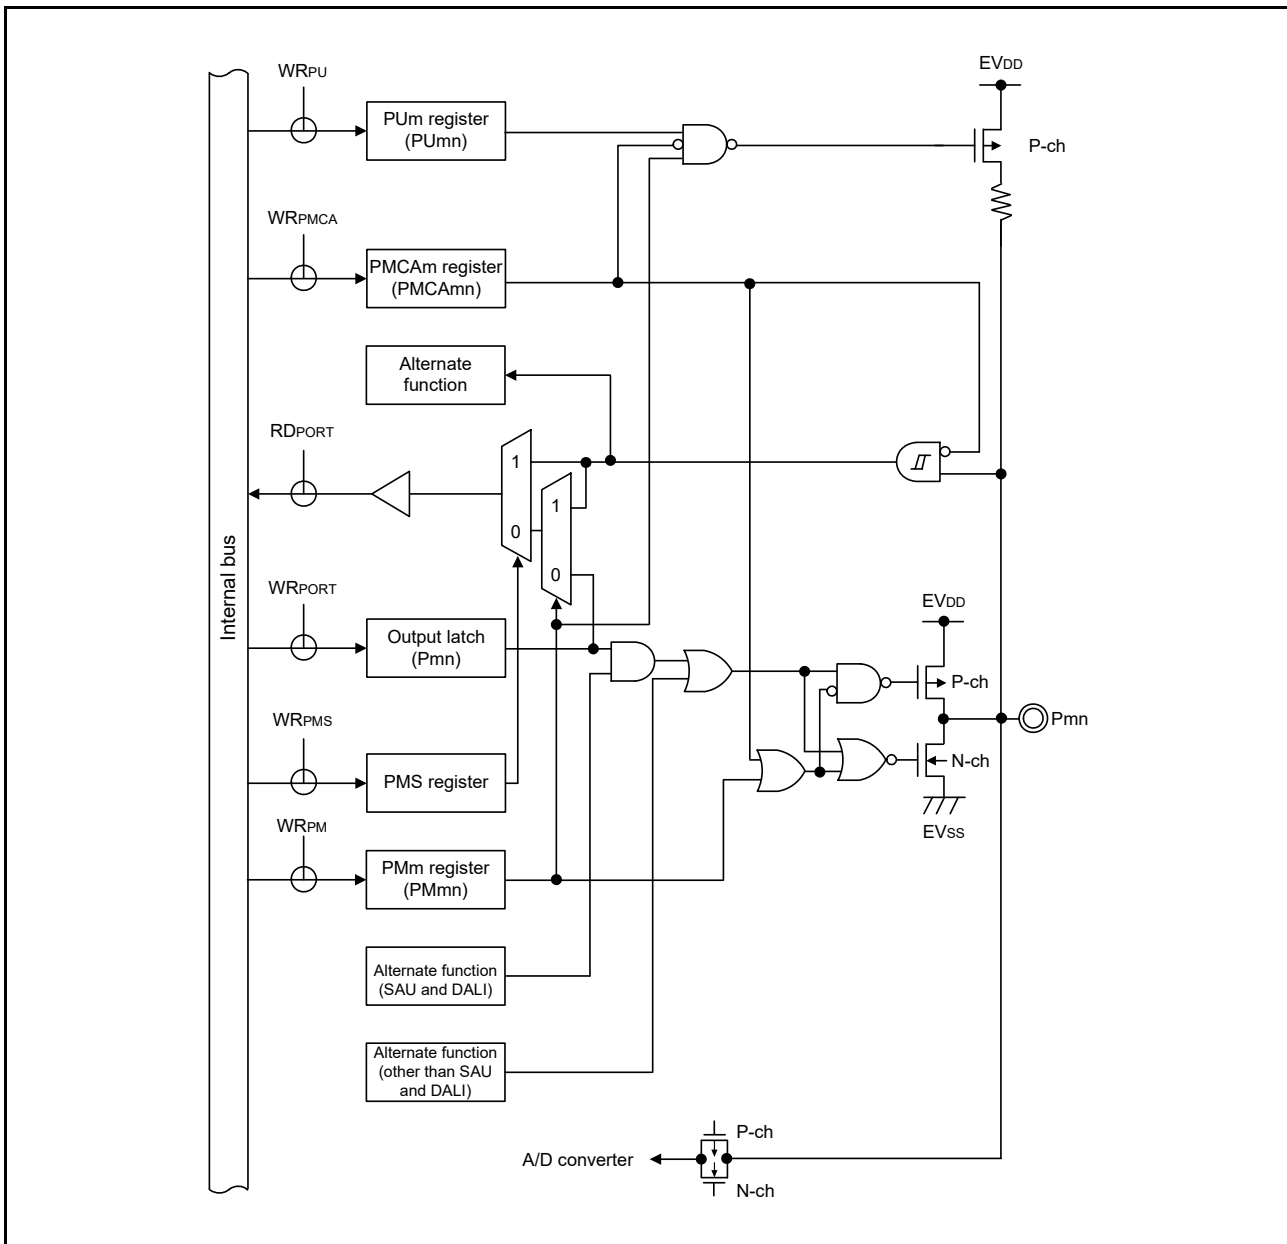 WRPU
EVDD
PUm register
(PUmn)
P-ch
WRPMCA
PMCAm register
(PMCAmn)
Alternate
function
RDPORT
1
1
0
0
Internal bus
WRPORT
EVDD
Output latch
(Pmn)
P-ch
Pmn
WRPMS
PMS register
N-ch
WRPM
EVSS
PMm register
(PMmn)
Alternate function
(SAU and DALI)
Alternate function
(other than SAU
and DALI)
P-ch
A/D converter
N-ch